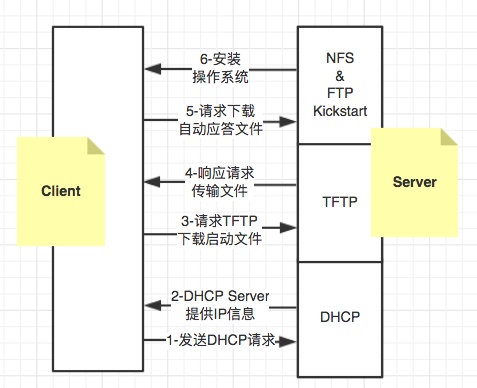 6-安装
操作系统
NFS
&
FTP
Kickstart
5-请求下载
自动应答文件
Client
4-响应请求
传输文件
Server
TFTP
3-请求TFTP
下载启动文件
2-DHCP Server
提供IP信息
DHCP
1-发送DHCP请求